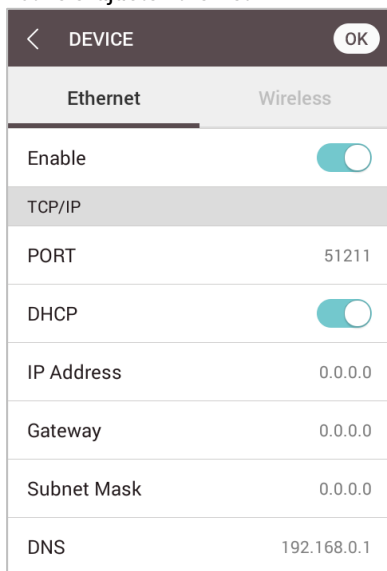 DEVICE OK
Ethernet Wireless
Enable
TCP/IP
PORT 51211
DHCP
IP Address 0.0.0.0
Gateway 0.0.0.0
Subnet Mask 0.0.0.0
DNS 192.168.0.1